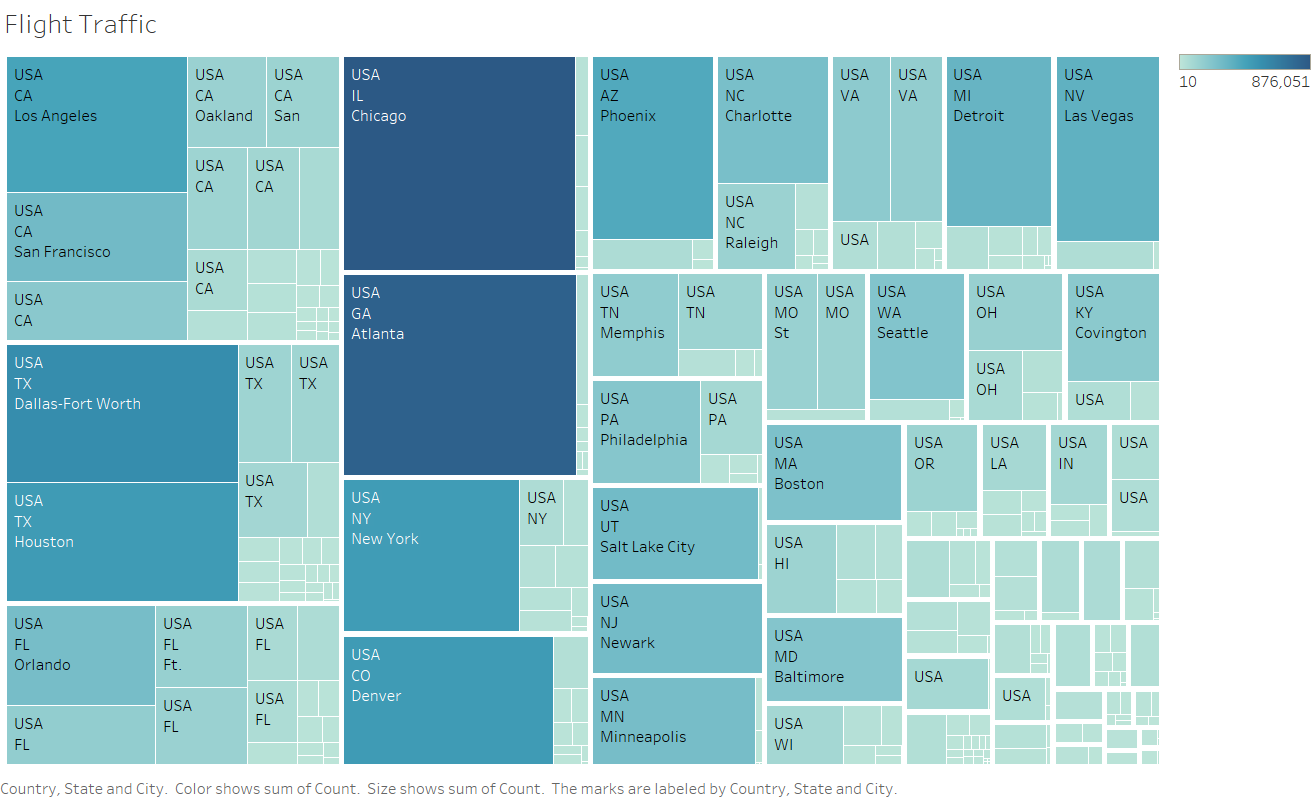 Flight Traffic
USA
CA
Los Angeles
USA
CA
Oakland
USA
CA
San
USA
CA
USA
CA
USA
CA
San Francisco
USA
CA
USA
CA
USA
TX
Dallas-Fort Worth
USA
TX
USA
TX
USA
TX
USA
TX
Houston
USA
FL
Orlando
USA
FL
Ft.
USA
FL
USA
FL
USA
FL
USA
FL
USA
IL
Chicago
USA
GA
Atlanta
USA
NY
New York
USA
NY
USA
CO
Denver
USA
AZ
Phoenix
USA
NC
Charlotte
USA
NC
Raleigh
USA
VA
USA
VA
USA
USA
MI
Detroit
USA
NV
Las Vegas
USA
TN
Memphis
USA
TN
USA
MO
St
USA
MO
USA
WA
Seattle
USA
OH
USA
OH
USA
KY
Covington
USA
USA
PA
Philadelphia
USA
PA
USA
UT
Salt Lake City
USA
NJ
Newark
USA
MN
Minneapolis
USA
MA
Boston
USA
HI
USA
MD
Baltimore
USA
WI
USA
OR
USA
LA
USA
IN
USA
USA
USA
USA
10
876,051
Country, State and City.  Color shows sum of Count.  Size shows sum of Count.  The marks are labeled by Country, State and City.